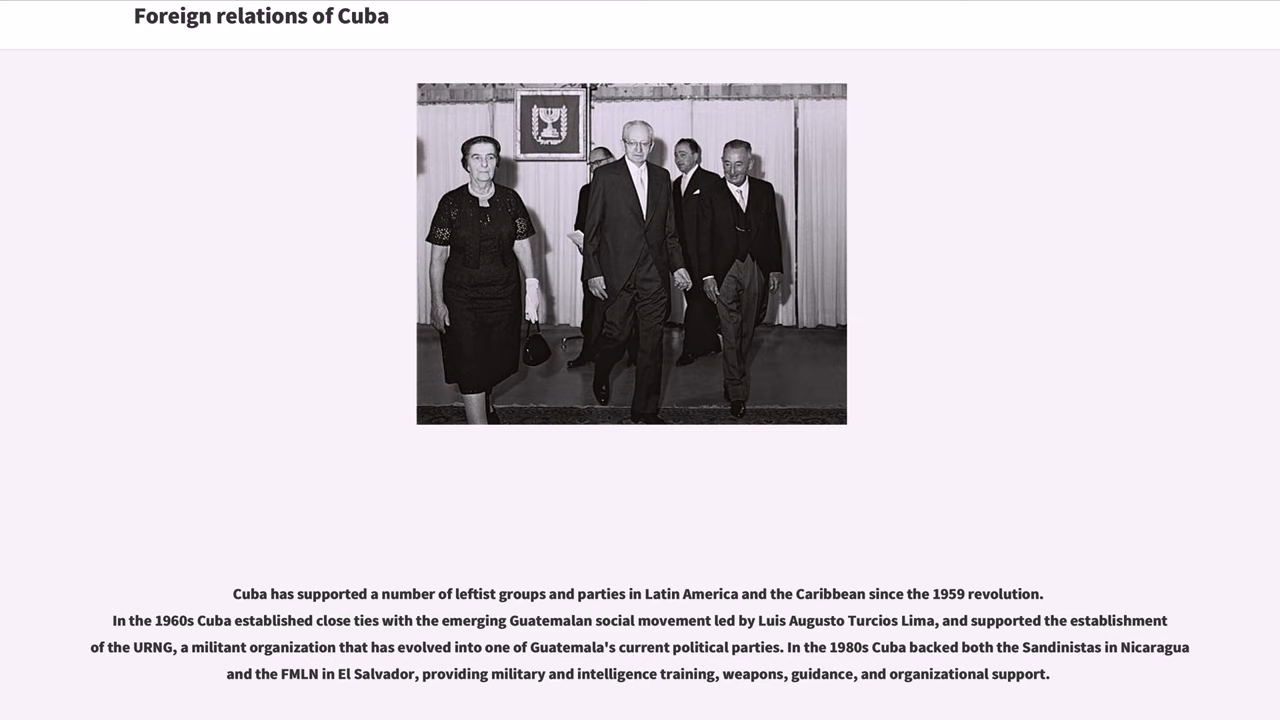 Foreign relations of Cuba
Cuba has supported a number of leftist groups and parties in Latin America and the Caribbean since the 1959 revolution.
In the 1960s Cuba established close ties with the emerging Guatemalan social movement led by Luis Augusto Turcios Lima, and supported the establishment
of the URNG, a militant organization that has evolved into one of Guatemala's current political parties. In the 1980s Cuba backed both the Sandinistas in Nicaragua
and the FMLN in El Salvador, providing military and intelligence training, weapons, guidance, and organizational support.